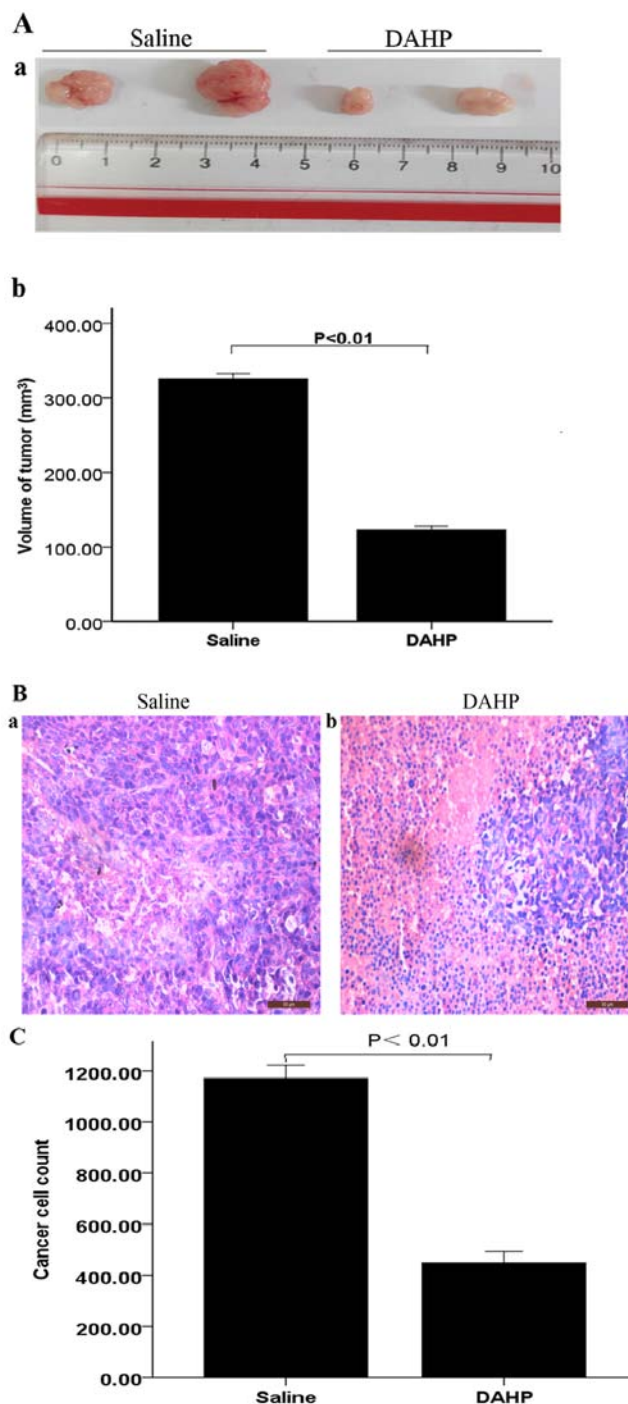 A
Saline DAHP
a
0 1 2 3 4 5 6 7 8 9 10
b
400.00
P<0.01
300.00
200.00
100.00
0.00
Volume of tumor (mm³)
Saline DAHP
B
Saline DAHP
a b
C
P< 0.01
1200.00
1000.00
800.00
600.00
400.00
200.00
0.00
Cancer cell count
Saline DAHP